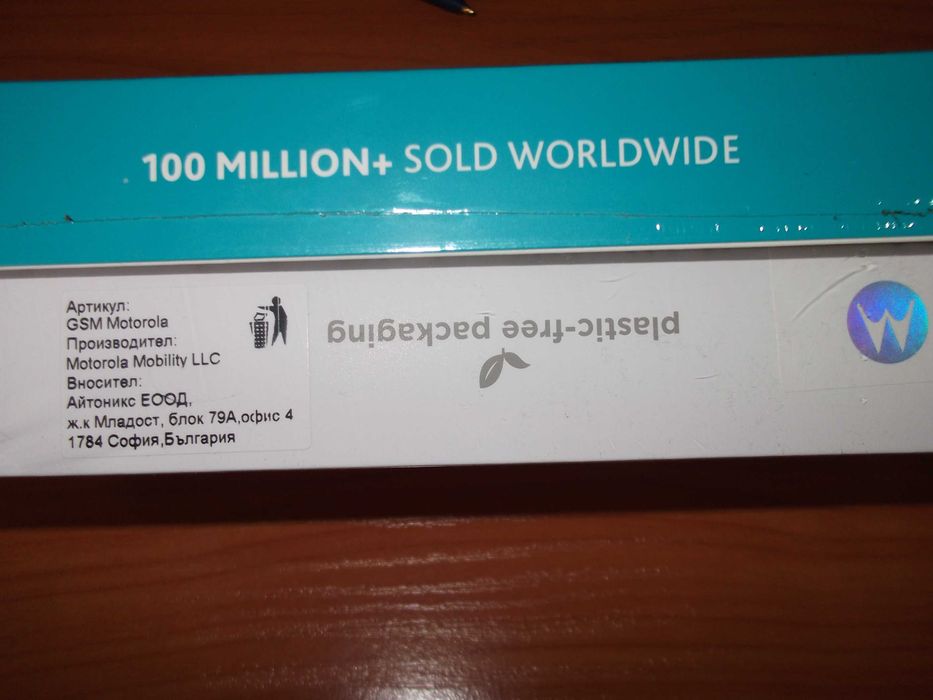 100 MILLION+ SOLD WORLDWIDE
Артикул:
GSM Motorola
Производител:
Motorola Mobility LLC
Вносител:
Айтоникс ЕООД,
ж.к Младост, блок 79А,офис 4
1784 София,България
plastic-free packaging